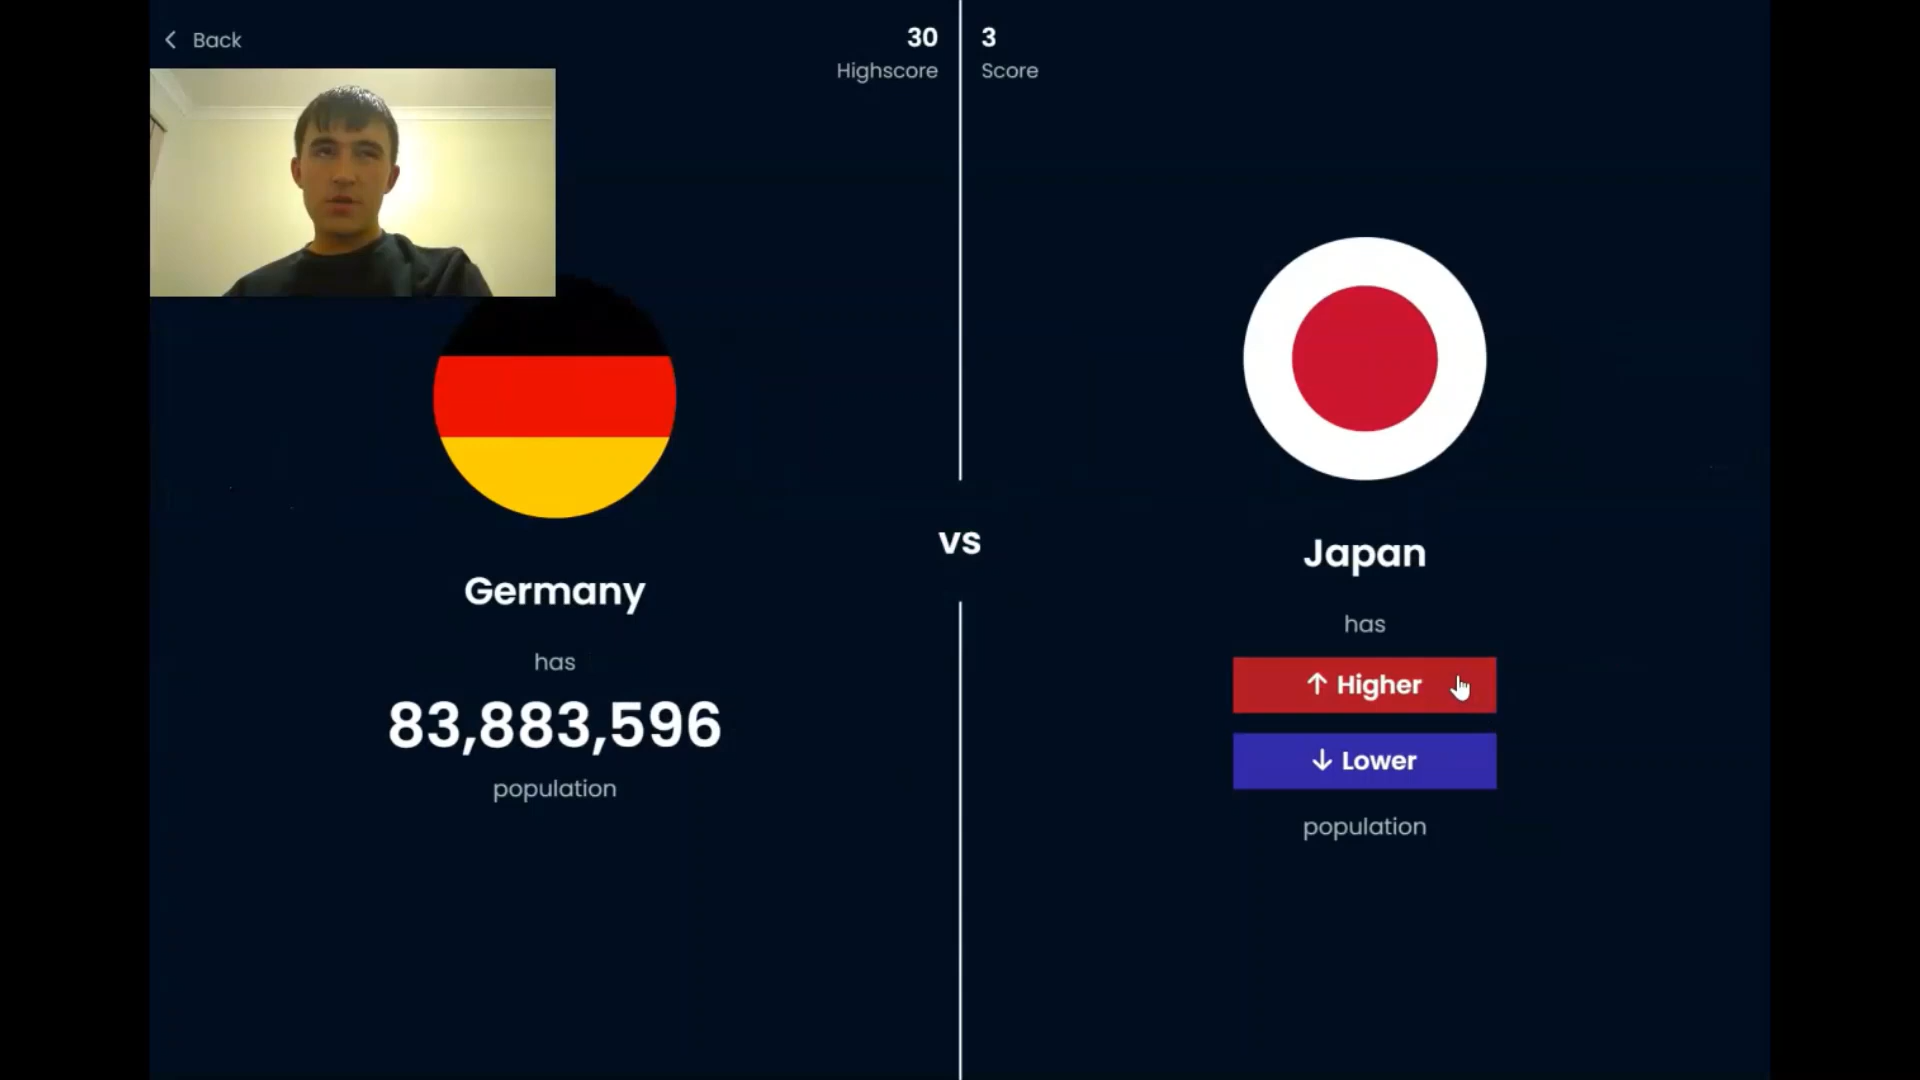 Back
30
Highscore
3
Score
Germany
has
83,883,596
population
vs
Japan
has
↑ Higher
↓ Lower
population